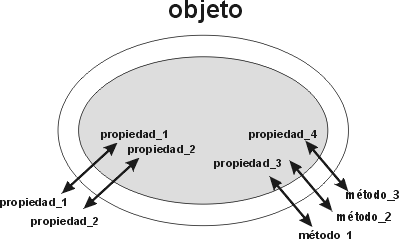 objeto
propiedad_1
propiedad_4
propiedad_2
propiedad_3
propiedad_1
método_3
propiedad_2
método_2
método_1